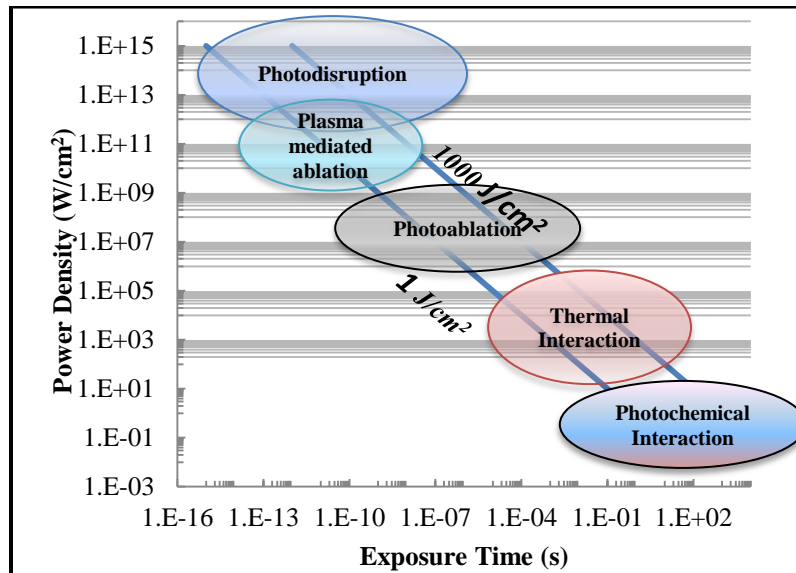 1.E+15
1.E+13
1.E+11
1.E+09
1.E+07
1.E+05
1.E+03
1.E+01
1.E-01
1.E-03
Power Density (W/cm²)
Photodisruption
Plasma
mediated
ablation
1000 J/cm²
Photoablation
1 J/cm²
Thermal
Interaction
Photochemical
Interaction
1.E-16 1.E-13 1.E-10 1.E-07 1.E-04 1.E-01 1.E+02
Exposure Time (s)